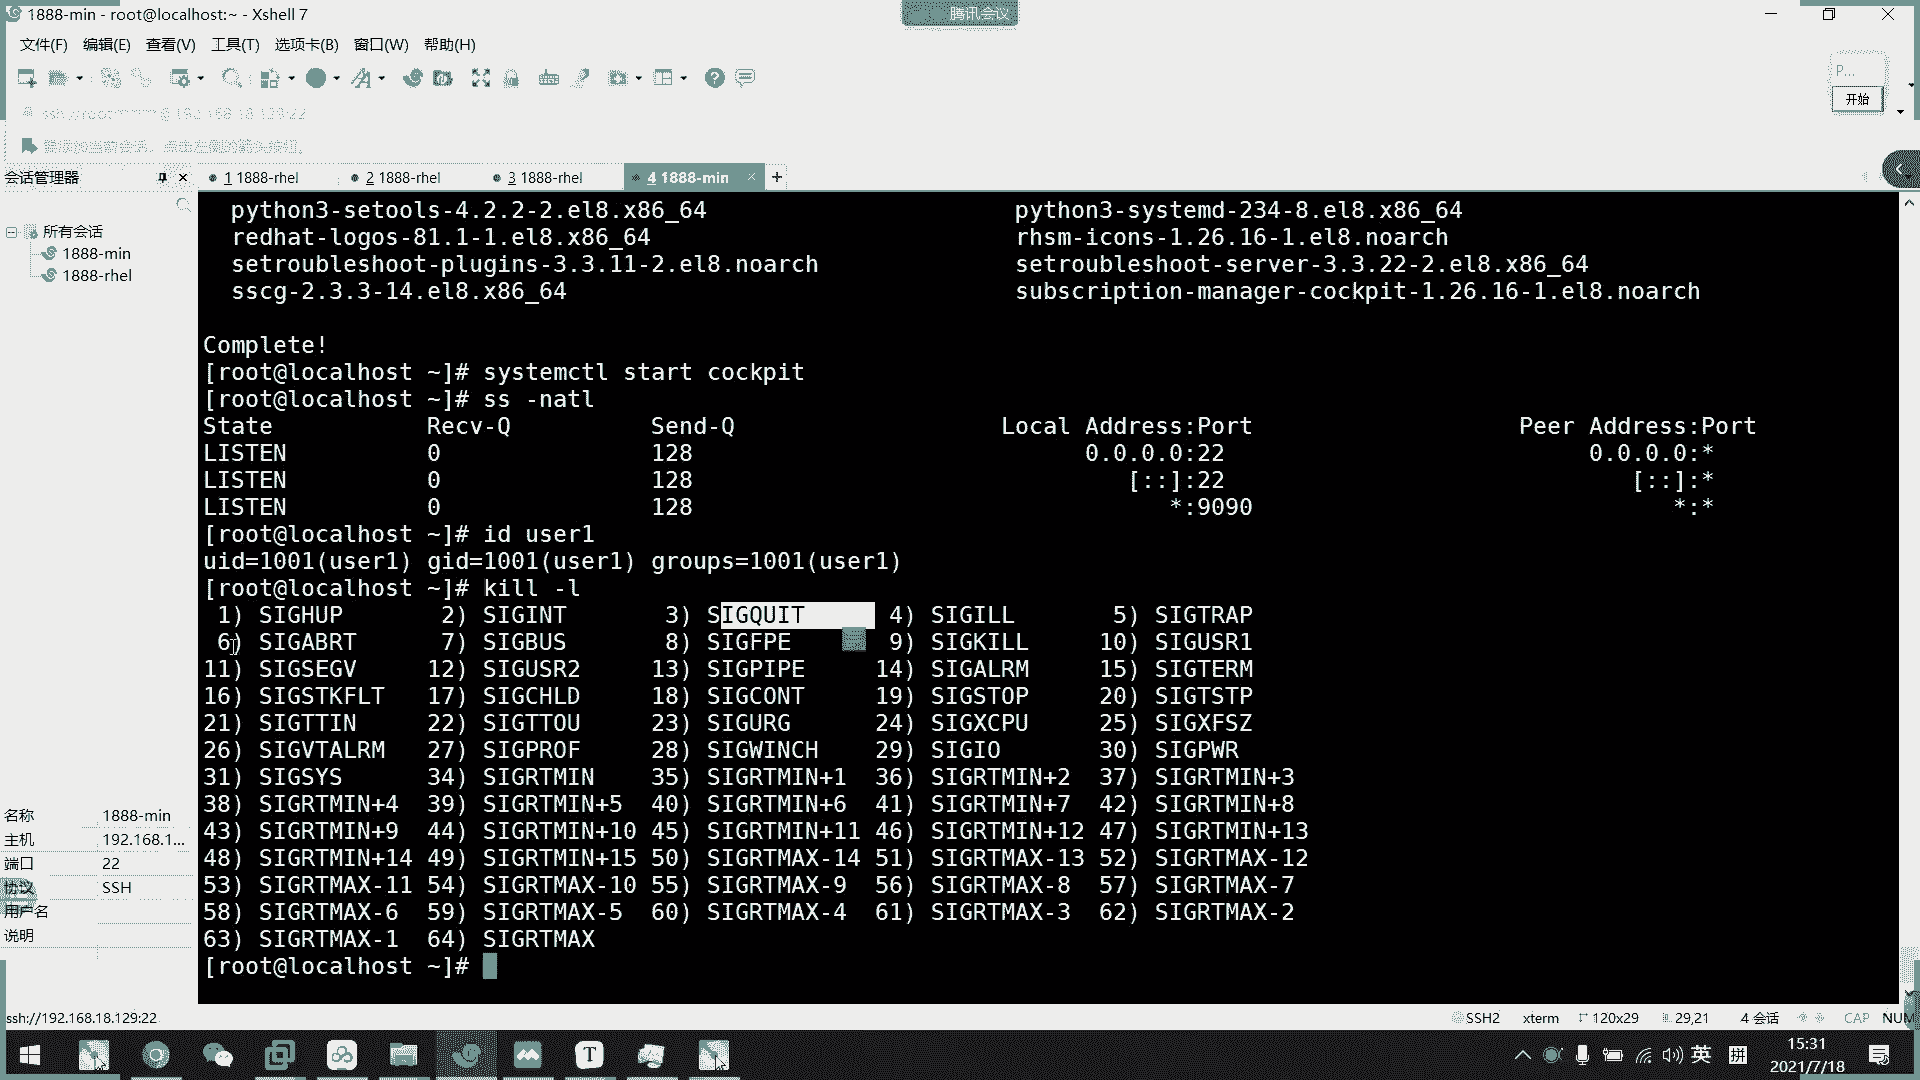 1888-min - root@localhost:~ - Xshell 7
腾讯会议
文件(F) 编辑(E) 查看(V) 工具(T) 选项卡(B) 窗口(W) 帮助(H)
P...
开始
会话管理器
1 1888-rhel 2 1888-rhel 3 1888-rhel 4 1888-min
所有会话
1888-min
1888-rhel
python3-setools-4.2.2-2.el8.x86_64 python3-systemd-234-8.el8.x86_64
redhat-logos-81.1-1.el8.x86_64 rhsm-icons-1.26.16-1.el8.noarch
setroubleshoot-plugins-3.3.11-2.el8.noarch setroubleshoot-server-3.3.22-2.el8.x86_64
sscg-2.3.3-14.el8.x86_64 subscription-manager-cockpit-1.26.16-1.el8.noarch
Complete!
[root@localhost ~]# systemctl start cockpit
[root@localhost ~]# ss -natl
State Recv-Q Send-Q Local Address:Port Peer Address:Port
LISTEN 0 128 0.0.0.0:22 0.0.0.0:*
LISTEN 0 128 [::]:22 [::]:*
LISTEN 0 128 *:9090 *:*
[root@localhost ~]# id user1
uid=1001(user1) gid=1001(user1) groups=1001(user1)
[root@localhost ~]# kill -l
1) SIGHUP 2) SIGINT 3) SIGQUIT 4) SIGILL 5) SIGTRAP
6) SIGABRT 7) SIGBUS 8) SIGFPE 9) SIGKILL 10) SIGUSR1
11) SIGSEGV 12) SIGUSR2 13) SIGPIPE 14) SIGALRM 15) SIGTERM
16) SIGSTKFLT 17) SIGCHLD 18) SIGCONT 19) SIGSTOP 20) SIGTSTP
21) SIGTTIN 22) SIGTTOU 23) SIGURG 24) SIGXCPU 25) SIGXFSZ
26) SIGVTALRM 27) SIGPROF 28) SIGWINCH 29) SIGIO 30) SIGPWR
31) SIGSYS 34) SIGRTMIN 35) SIGRTMIN+1 36) SIGRTMIN+2 37) SIGRTMIN+3
38) SIGRTMIN+4 39) SIGRTMIN+5 40) SIGRTMIN+6 41) SIGRTMIN+7 42) SIGRTMIN+8
43) SIGRTMIN+9 44) SIGRTMIN+10 45) SIGRTMIN+11 46) SIGRTMIN+12 47) SIGRTMIN+13
48) SIGRTMIN+14 49) SIGRTMIN+15 50) SIGRTMAX-14 51) SIGRTMAX-13 52) SIGRTMAX-12
53) SIGRTMAX-11 54) SIGRTMAX-10 55) SIGRTMAX-9 56) SIGRTMAX-8 57) SIGRTMAX-7
58) SIGRTMAX-6 59) SIGRTMAX-5 60) SIGRTMAX-4 61) SIGRTMAX-3 62) SIGRTMAX-2
63) SIGRTMAX-1 64) SIGRTMAX
[root@localhost ~]#
名称 1888-min
主机 192.168.1...
端口 22
协议 SSH
用户名
说明
ssh://192.168.18.129:22 SSH2 xterm 120x29 29,21 4 会话 CAP NUM
英 拼
15:31
2021/7/18